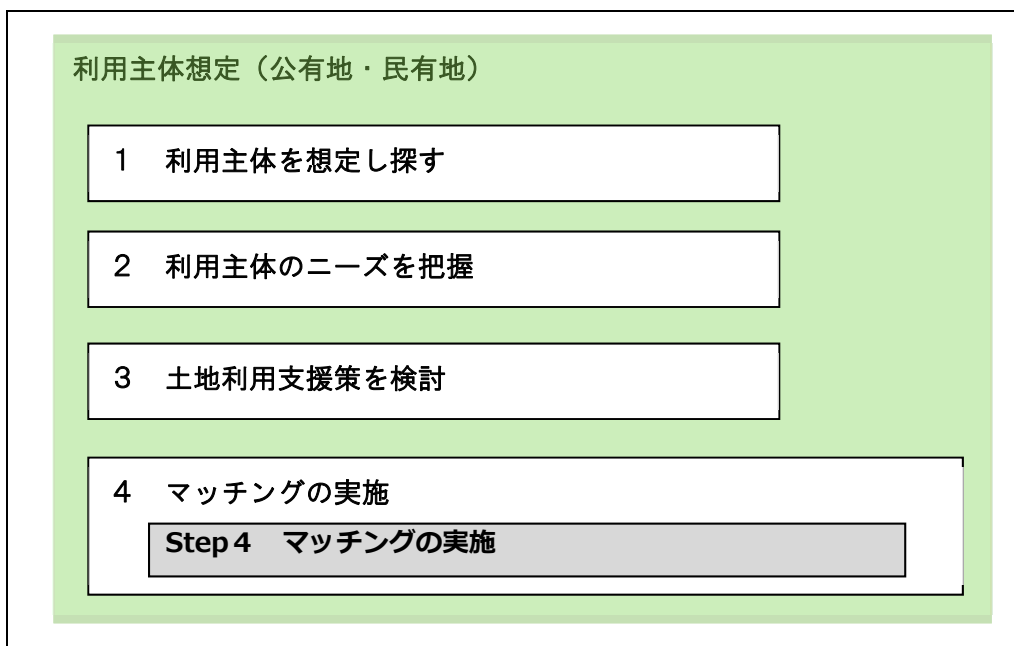 利用主体想定（公有地・民有地）
１　利用主体を想定し探す
２　利用主体のニーズを把握
３　土地利用支援策を検討
４　マッチングの実施
Step４　マッチングの実施